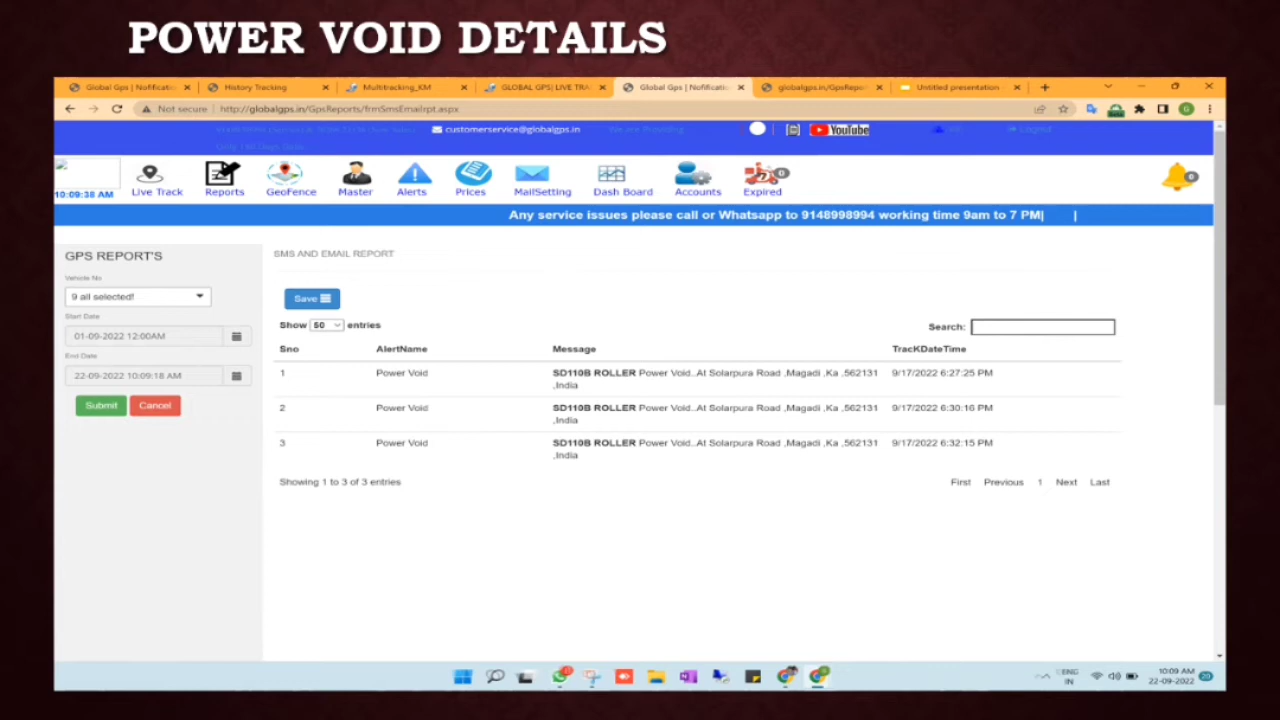 POWER VOID DETAILS
Global Gps | Nofificatio
History Tracking
Multitracking_KM
GLOBAL GPS| LIVE TRA
Global Gps | Nofificatio
globalgps.in/GpsRepor
Untitled presentation -
Not secure | http://globalgps.in/GpsReports/frmSmsEmailrpt.aspx
customerservice@globalgps.in We Are Providing YouTube Logout
10:09:38 AM
Live Track Reports GeoFence Master Alerts Prices MailSetting Dash Board Accounts Expired 0 0
Any service issues please call or Whatsapp to 9148998994 working time 9am to 7 PM| |
GPS REPORT'S
Vehicle No
9 all selected!
Start Date
01-09-2022 12:00AM
End Date
22-09-2022 10:09:18 AM
Submit Cancel
SMS AND EMAIL REPORT
Save
Show 50 entries
Search:
Sno AlertName Message TracKDateTime
1 Power Void SD110B ROLLER Power Void..At Solarpura Road ,Magadi ,Ka ,562131 9/17/2022 6:27:25 PM
,India
2 Power Void SD110B ROLLER Power Void..At Solarpura Road ,Magadi ,Ka ,562131 9/17/2022 6:30:16 PM
,India
3 Power Void SD110B ROLLER Power Void..At Solarpura Road ,Magadi ,Ka ,562131 9/17/2022 6:32:15 PM
,India
Showing 1 to 3 of 3 entries
First Previous 1 Next Last
ENG
IN
10:09 AM
22-09-2022
20